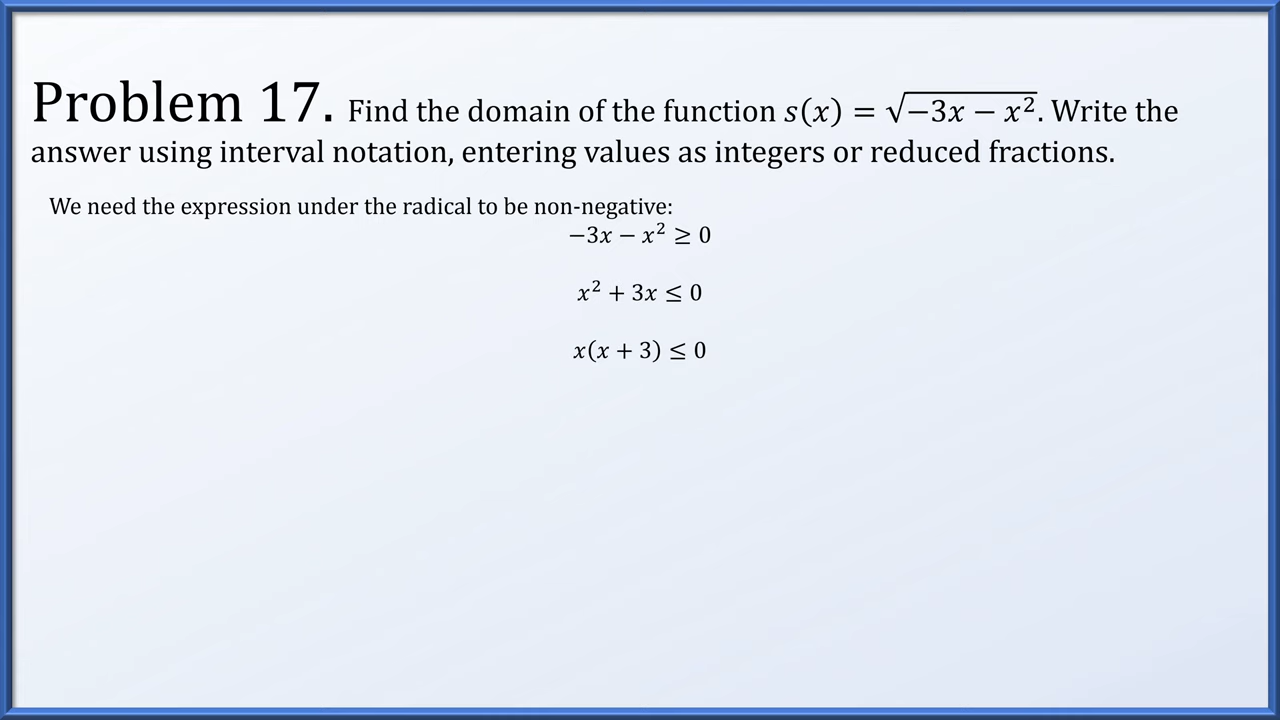 Problem 17. Find the domain of the function s(x) = √(−3x − x²). Write the
answer using interval notation, entering values as integers or reduced fractions.
We need the expression under the radical to be non-negative:
−3x − x² ≥ 0
x² + 3x ≤ 0
x(x + 3) ≤ 0